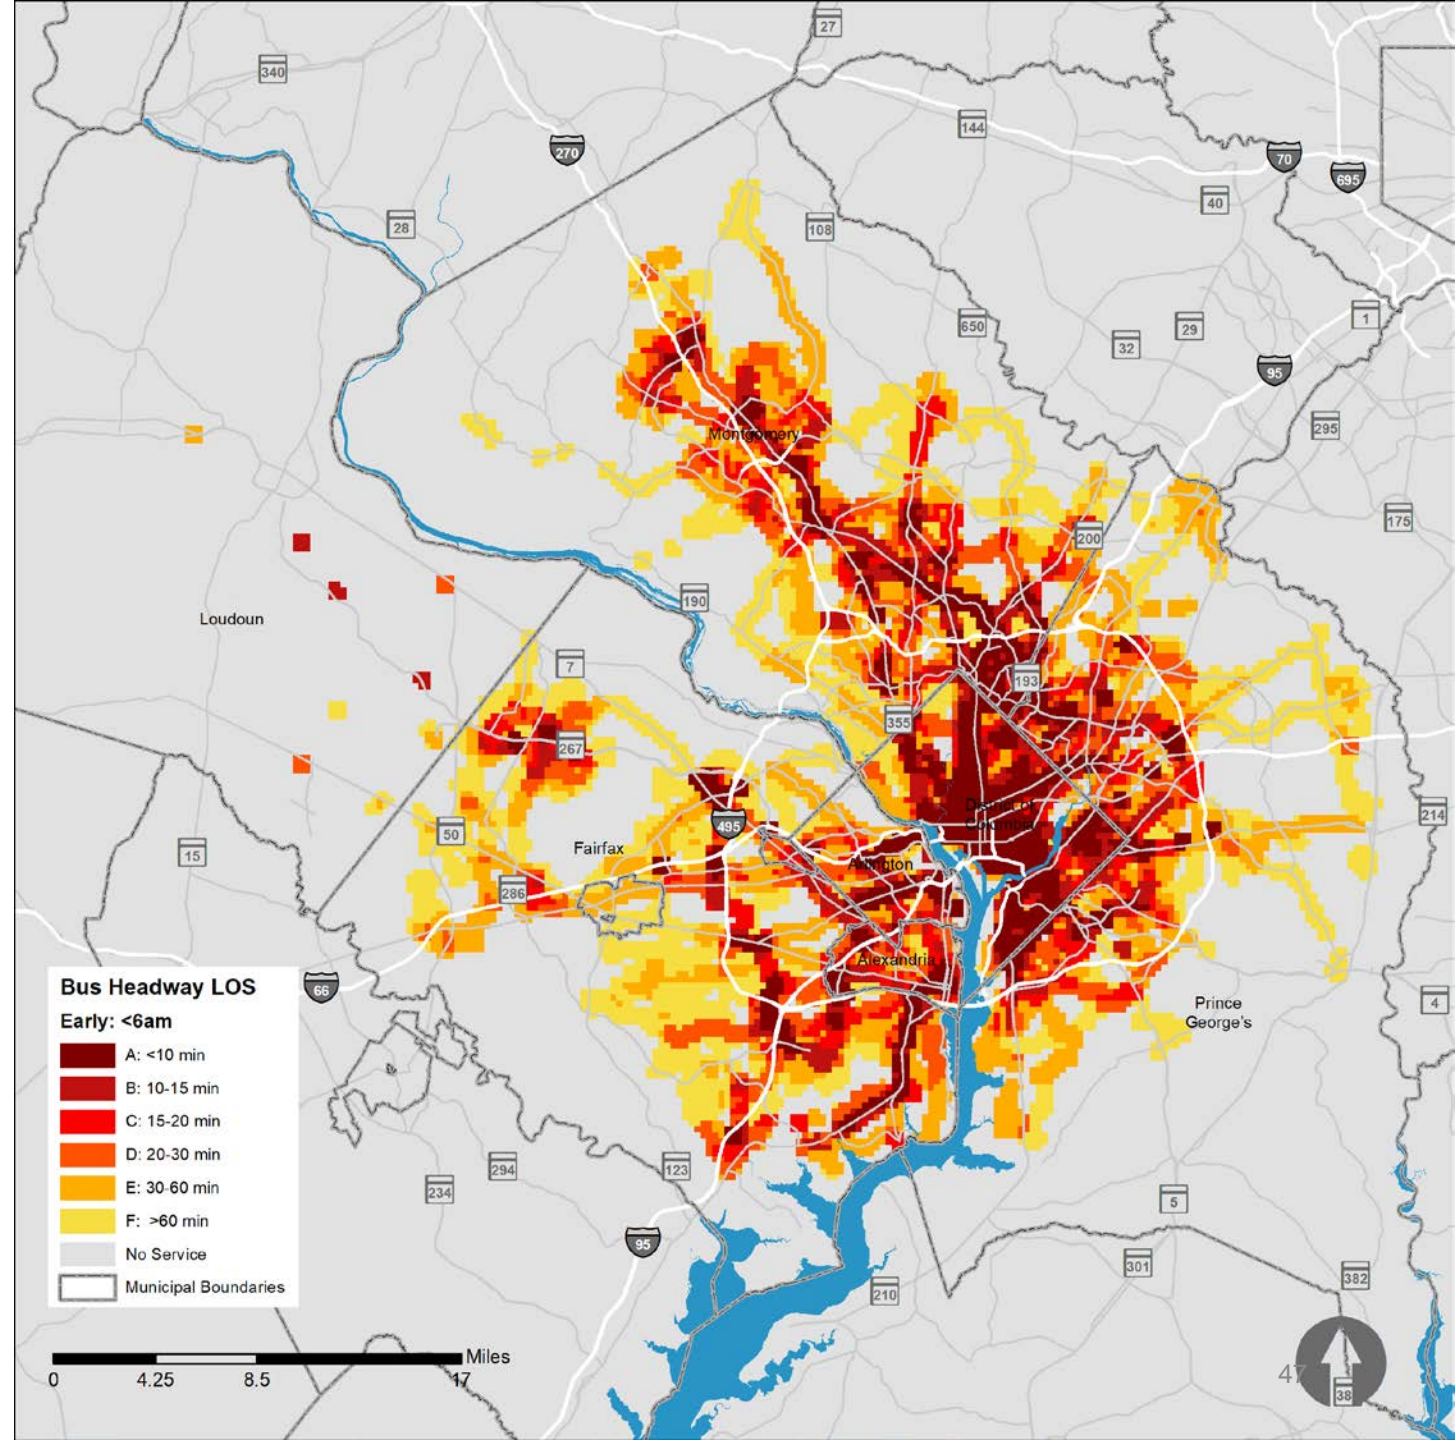 27
340
144
270
70
695
40
28
108
650
29
1
32
95
295
175
Montgomery
200
190
Loudoun
7
193
355
267
District of
Columbia
214
50
495
15
Fairfax
Arlington
286
Alexandria
66
Prince
George's
4
Bus Headway LOS
Early: <6am
A: <10 min
B: 10-15 min
C: 15-20 min
D: 20-30 min
E: 30-60 min
F: >60 min
No Service
Municipal Boundaries
294
123
234
5
95
301
382
210
Miles
0 4.25 8.5 17
47
38